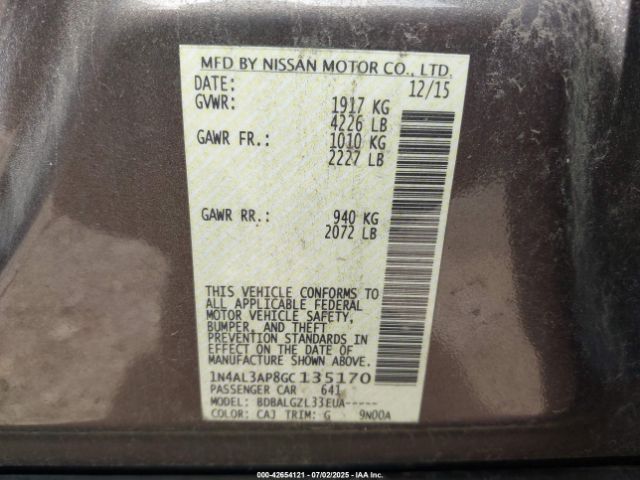 MFD BY NISSAN MOTOR CO., LTD.
DATE: 12/15
GVWR: 1917 KG
4226 LB
GAWR FR.: 1010 KG
2227 LB
GAWR RR.: 940 KG
2072 LB
THIS VEHICLE CONFORMS TO
ALL APPLICABLE FEDERAL
MOTOR VEHICLE SAFETY,
BUMPER, AND THEFT
PREVENTION STANDARDS IN
EFFECT ON THE DATE OF
MANUFACTURE SHOWN ABOVE.
1N4AL3AP8GC135170
PASSENGER CAR 641
MODEL: BDBALGZL33EUA-----
COLOR: CAJ TRIM: G 9N00A
000-42654121 - 07/02/2025 - IAAI.COM